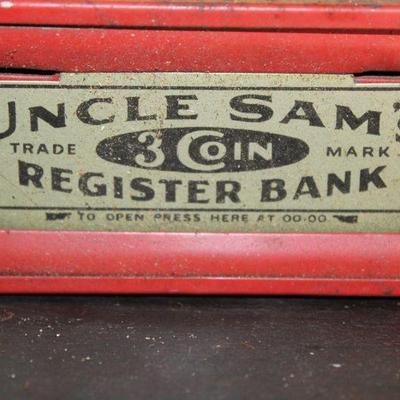 UNCLE SAM'S
TRADE 3 COIN MARK
REGISTER BANK
TO OPEN PRESS HERE AT 00.00